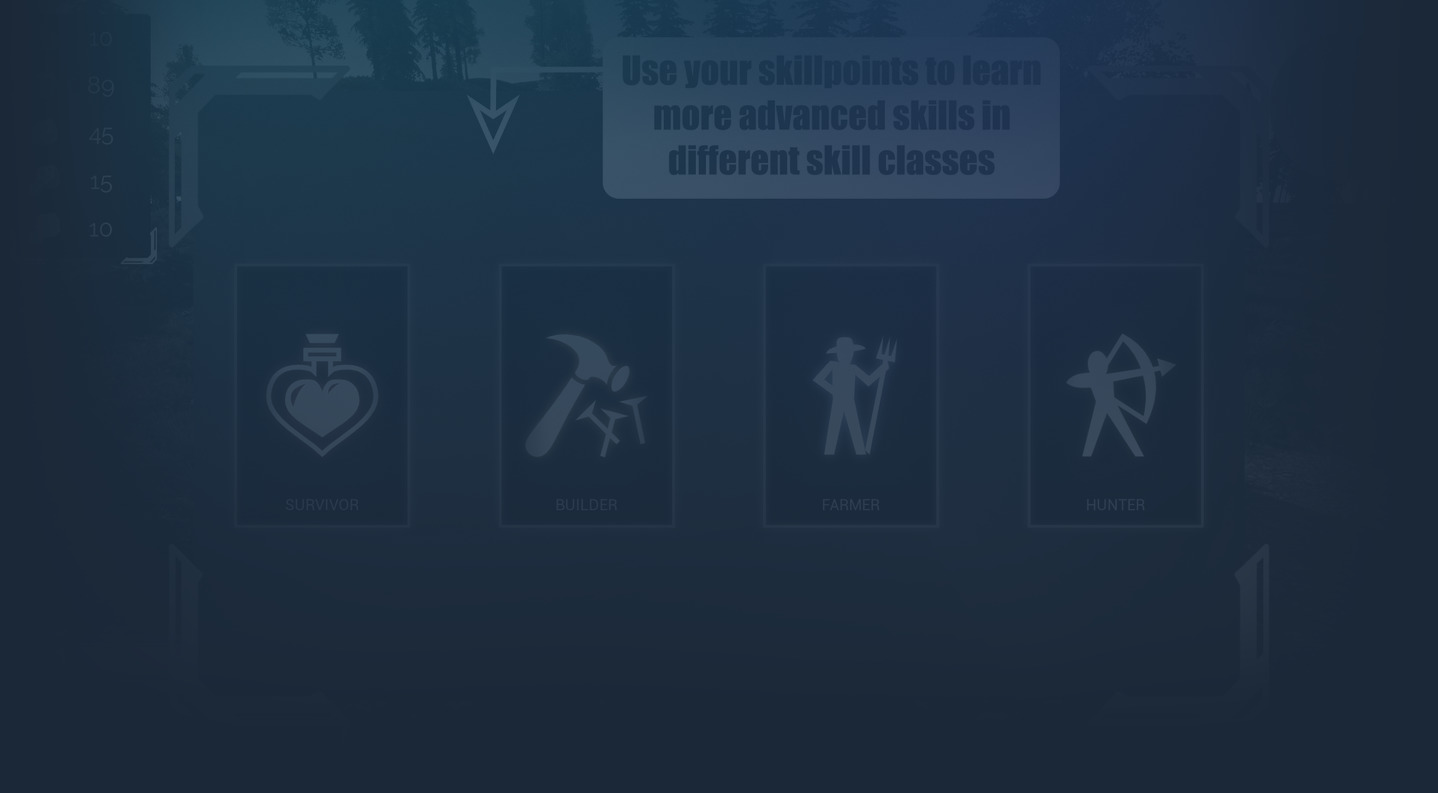 10
89
45
15
10
Use your skillpoints to learn
more advanced skills in
different skill classes
SURVIVOR
BUILDER
FARMER
HUNTER